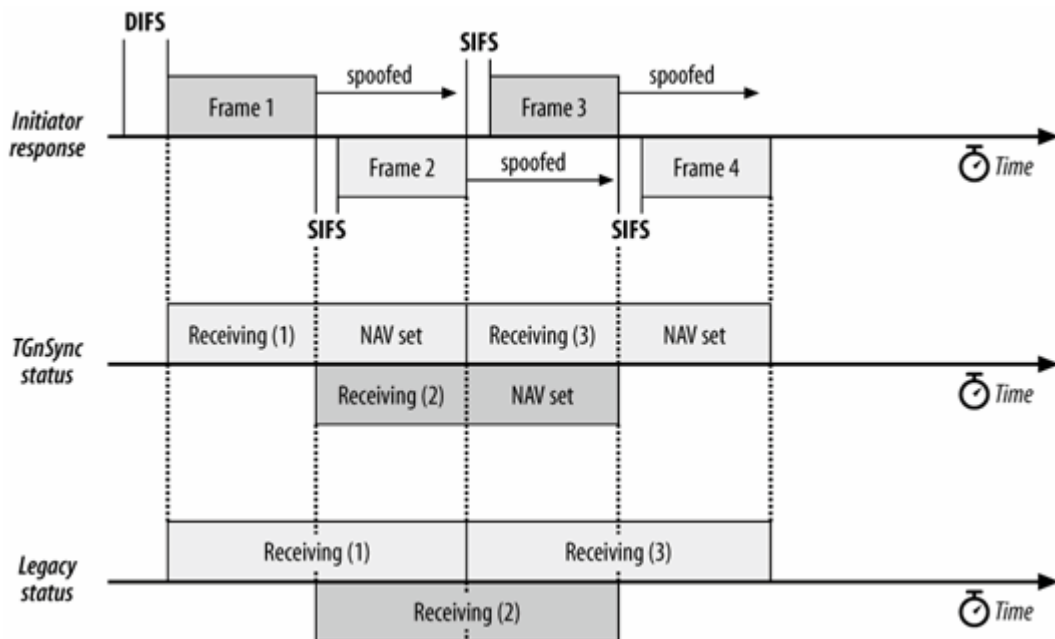 DIFS
SIFS
spoofed
spoofed
Frame 1
Frame 3
Initiator
response
Time
Frame 2
spoofed
Frame 4
SIFS
SIFS
TGnSync
status
Receiving (1)
NAV set
Receiving (3)
NAV set
Receiving (2)
NAV set
Time
Legacy
status
Receiving (1)
Receiving (3)
Receiving (2)
Time